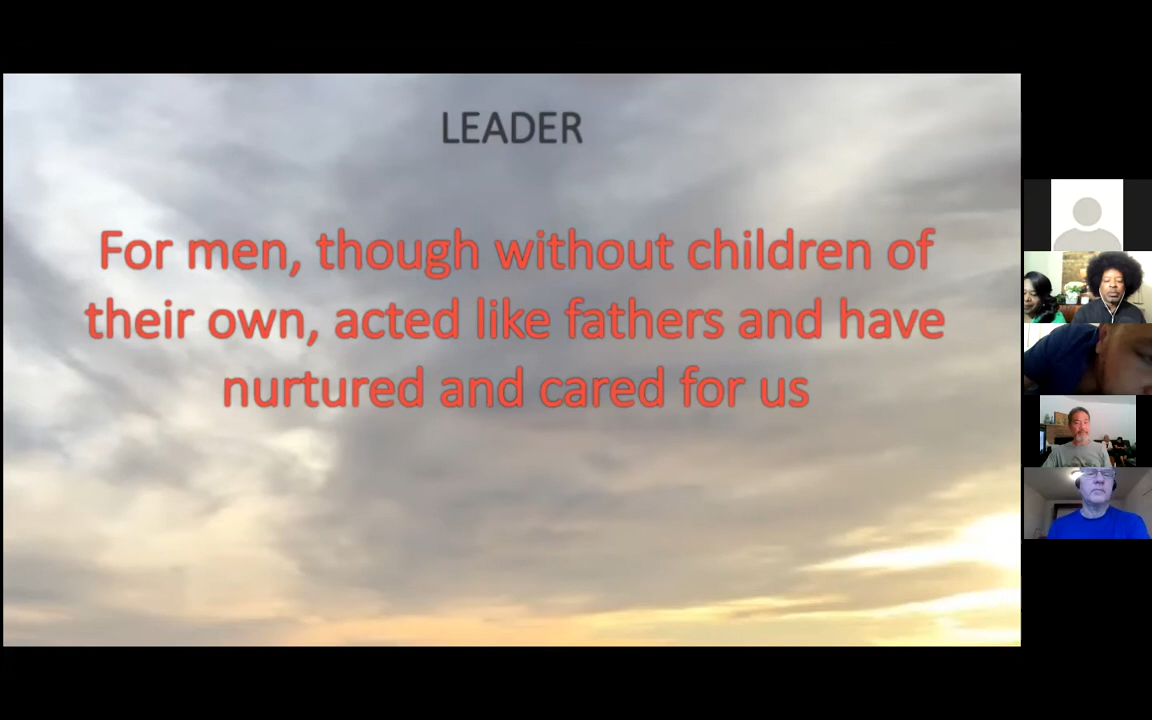 LEADER
For men, though without children of
their own, acted like fathers and have
nurtured and cared for us